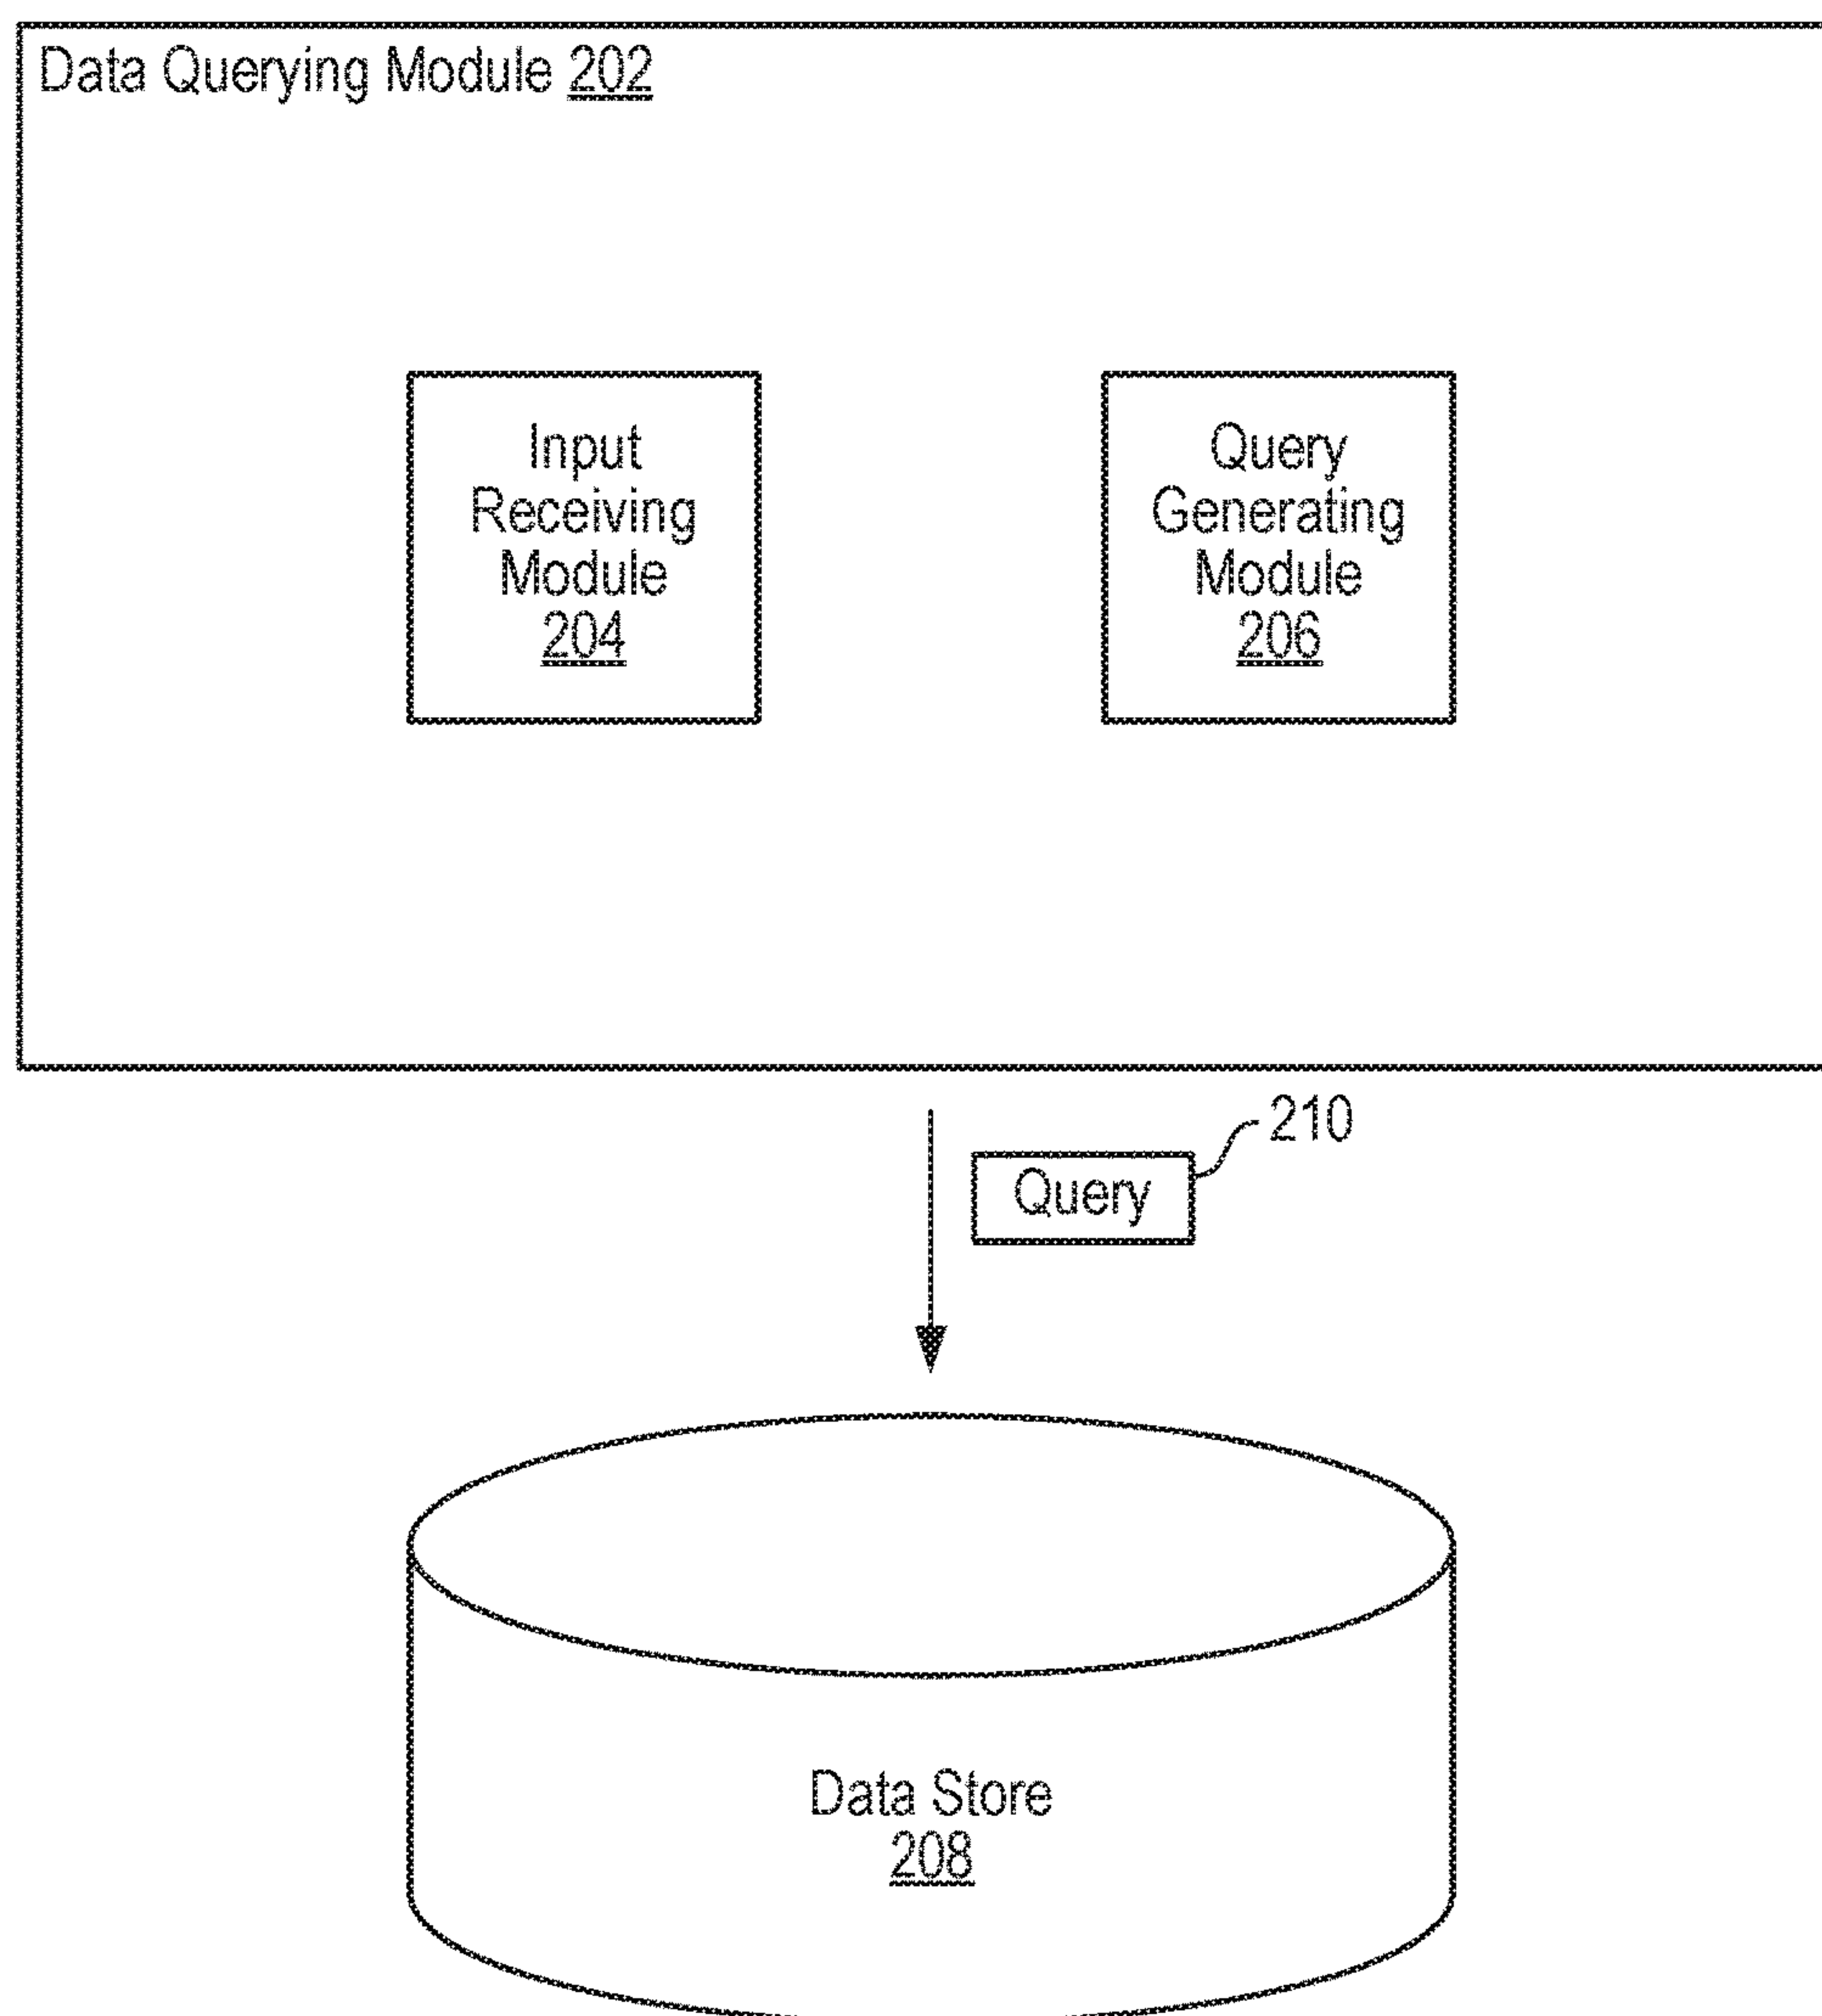 Data Querying Module 202
Input
Receiving
Module
204
Query
Generating
Module
206
210
Query
Data Store
208